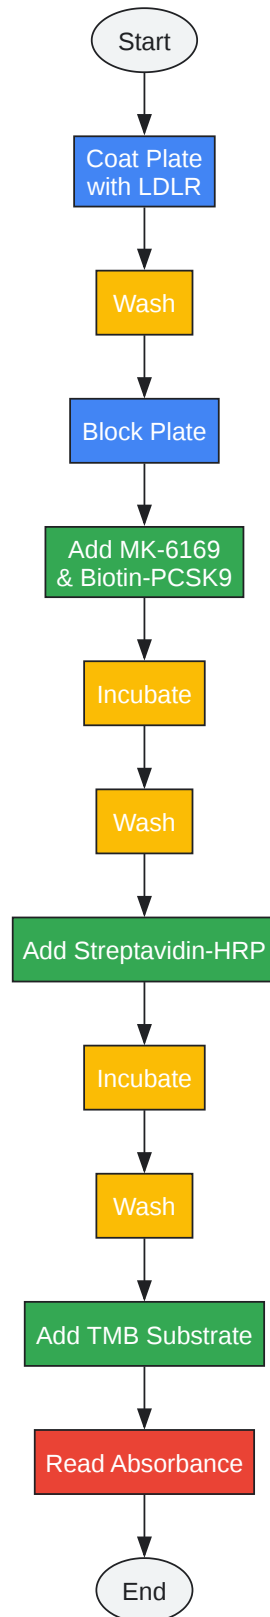 Start
Coat Plate
with LDLR
Wash
Block Plate
Add MK-6169
& Biotin-PCSK9
Incubate
Wash
Add Streptavidin-HRP
Incubate
Wash
Add TMB Substrate
Read Absorbance
End